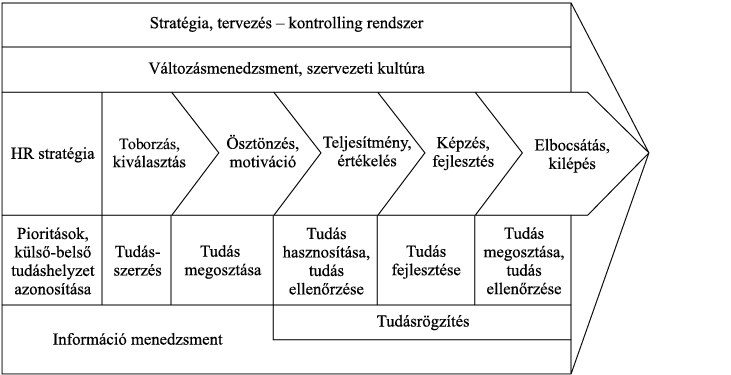 Stratégia, tervezés – kontrolling rendszer
Változásmenedzsment, szervezeti kultúra
HR stratégia
Toborzás,
kiválasztás
Ösztönzés,
motiváció
Teljesítmény,
értékelés
Képzés,
fejlesztés
Elbocsátás,
kilépés
Pioritások,
külső-belső
tudáshelyzet
azonosítása
Tudás-
szerzés
Tudás
megosztása
Tudás
hasznosítása,
tudás
ellenőrzése
Tudás
fejlesztése
Tudás
megosztása,
tudás
ellenőrzése
Tudásrögzítés
Információ menedzsment